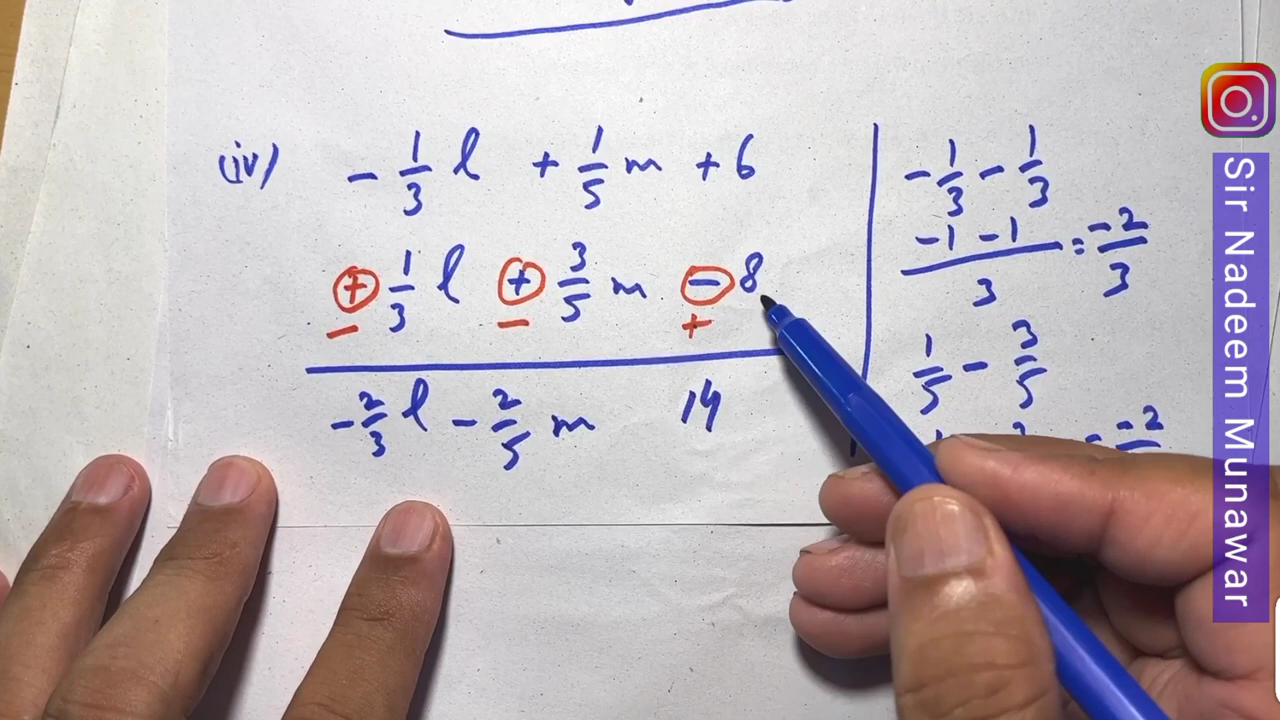 (iv) - 1/3 l + 1/5 m + 6
+ 1/3 l + 3/5 m - 8
- - +
- 2/3 l - 2/5 m 14
- 1/3 - 1/3
-1 -1 / 3 = -2/3
1/5 - 3/5
Sir Nadeem Munawar